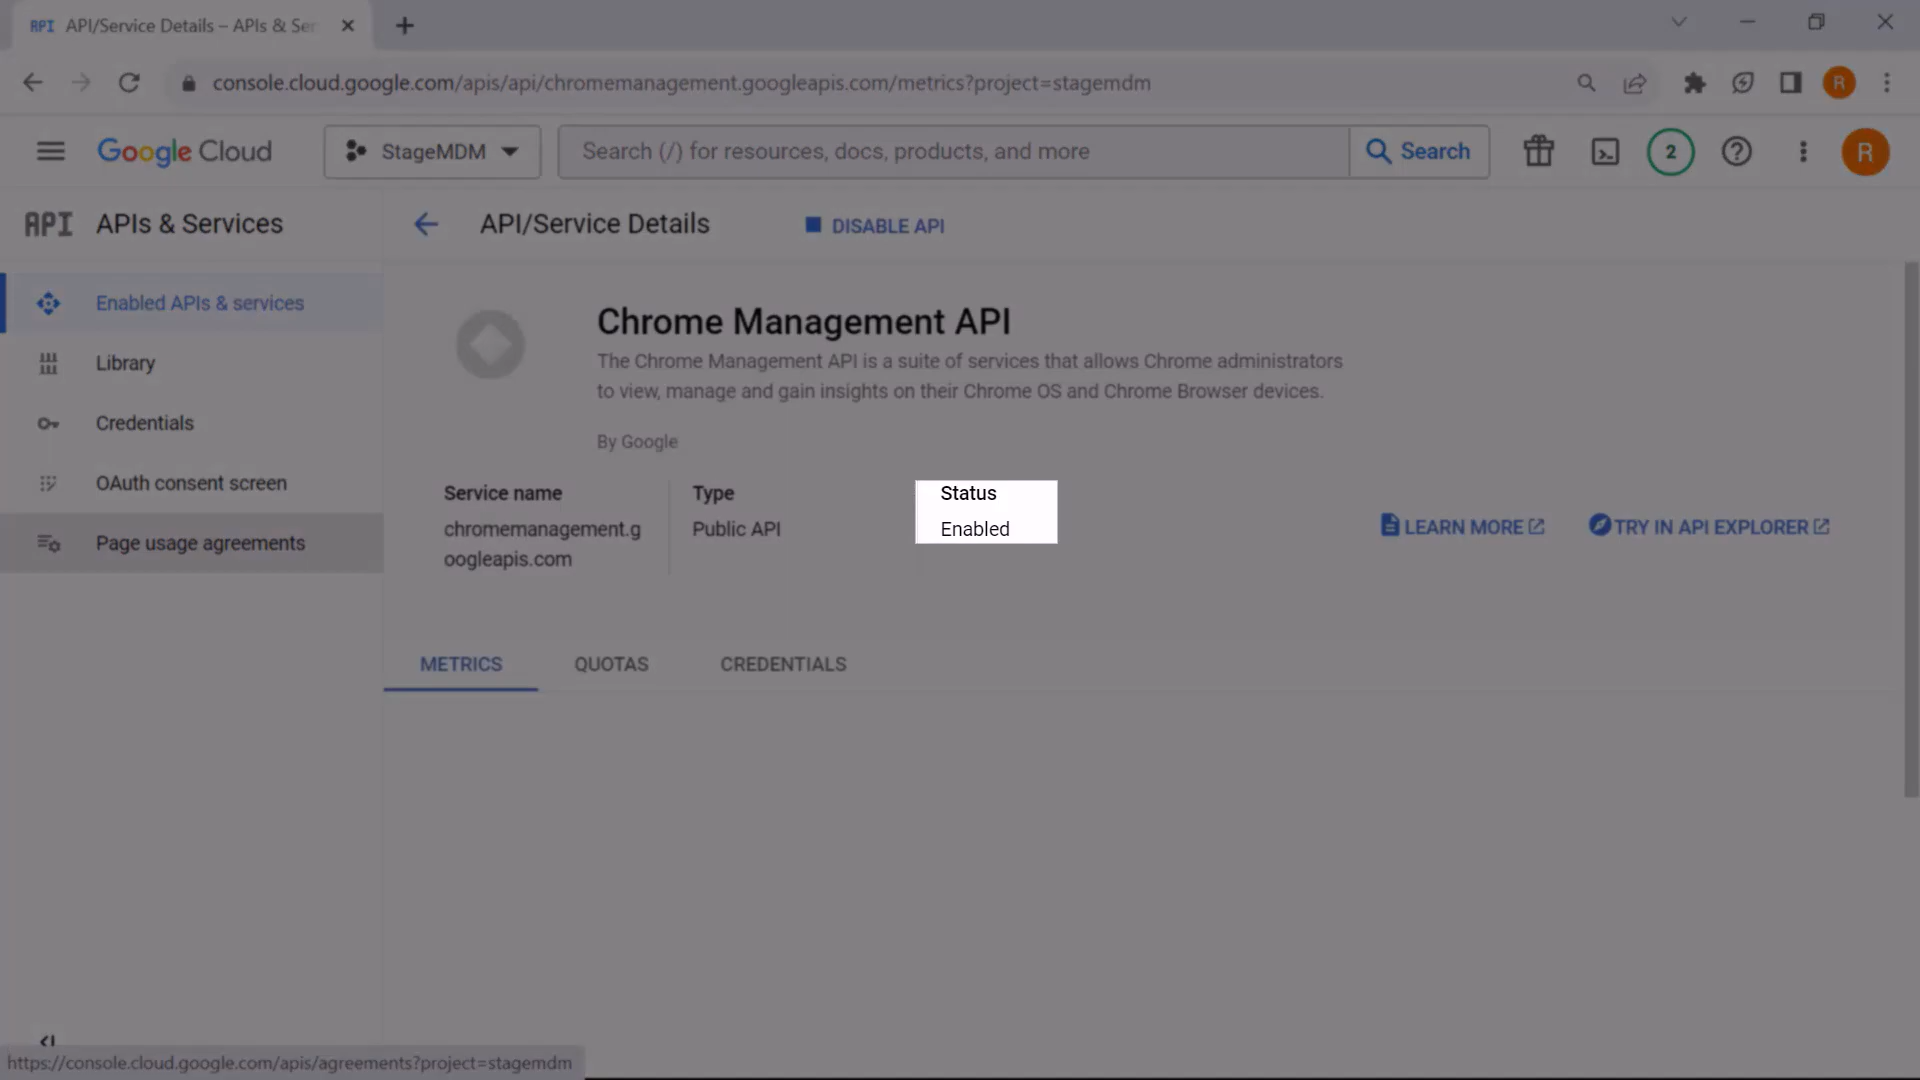 API API/Service Details – APIs & Ser
console.cloud.google.com/apis/api/chromemanagement.googleapis.com/metrics?project=stagemdm
R
Google Cloud
StageMDM
Search (/) for resources, docs, products, and more
Search
2
R
API APIs & Services
API/Service Details
DISABLE API
Enabled APIs & services
Library
Credentials
OAuth consent screen
Page usage agreements
Chrome Management API
The Chrome Management API is a suite of services that allows Chrome administrators
to view, manage and gain insights on their Chrome OS and Chrome Browser devices.
By Google
Service name
chromemanagement.g
oogleapis.com
Type
Public API
Status
Enabled
LEARN MORE
TRY IN API EXPLORER
METRICS
QUOTAS
CREDENTIALS
https://console.cloud.google.com/apis/agreements?project=stagemdm